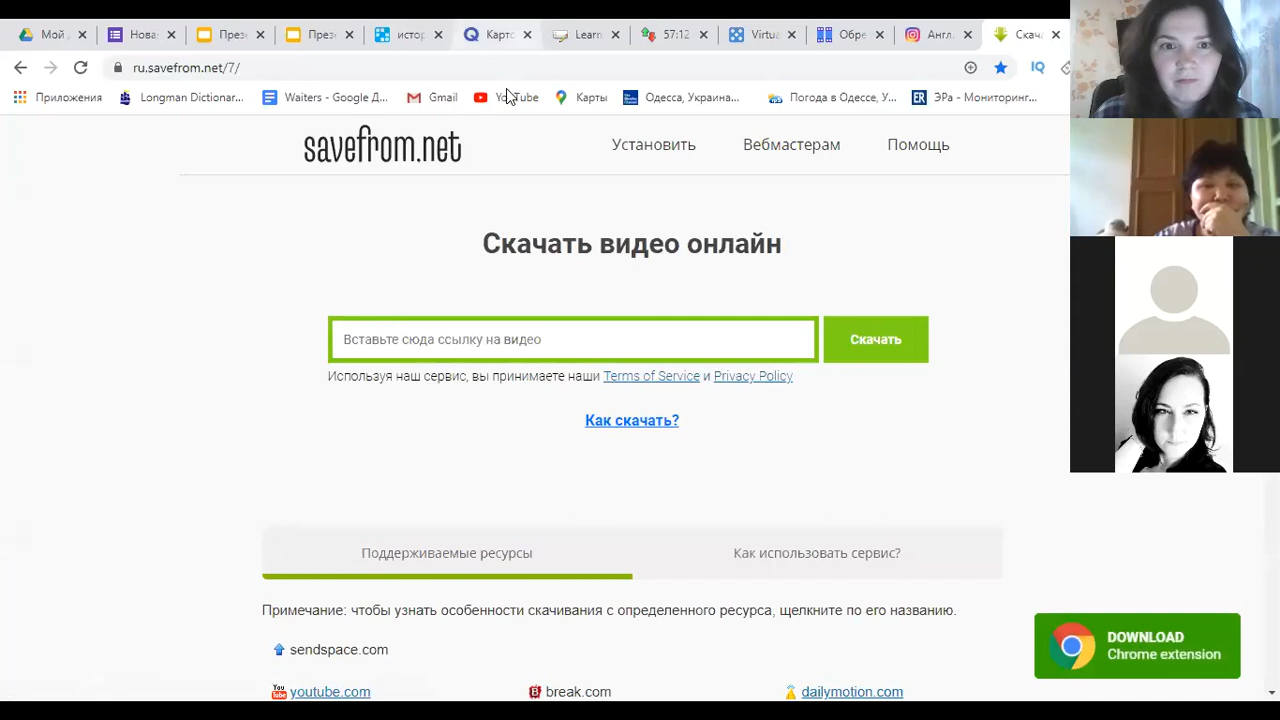 Мой Нова През През исто Карто Learn 57:12 Virtu Обре Англ Скач
ru.savefrom.net/7/
Приложения Longman Dictionar... Waiters - Google Д... Gmail YouTube Карты Одесса, Украина... Погода в Одессе, У... ЭРа - Мониторинг...
savefrom.net Установить Вебмастерам Помощь
Скачать видео онлайн
Вставьте сюда ссылку на видео Скачать
Используя наш сервис, вы принимаете наши Terms of Service и Privacy Policy
Как скачать?
Поддерживаемые ресурсы Как использовать сервис?
Примечание: чтобы узнать особенности скачивания с определенного ресурса, щелкните по его названию.
DOWNLOAD
Chrome extension
sendspace.com
youtube.com break.com dailymotion.com